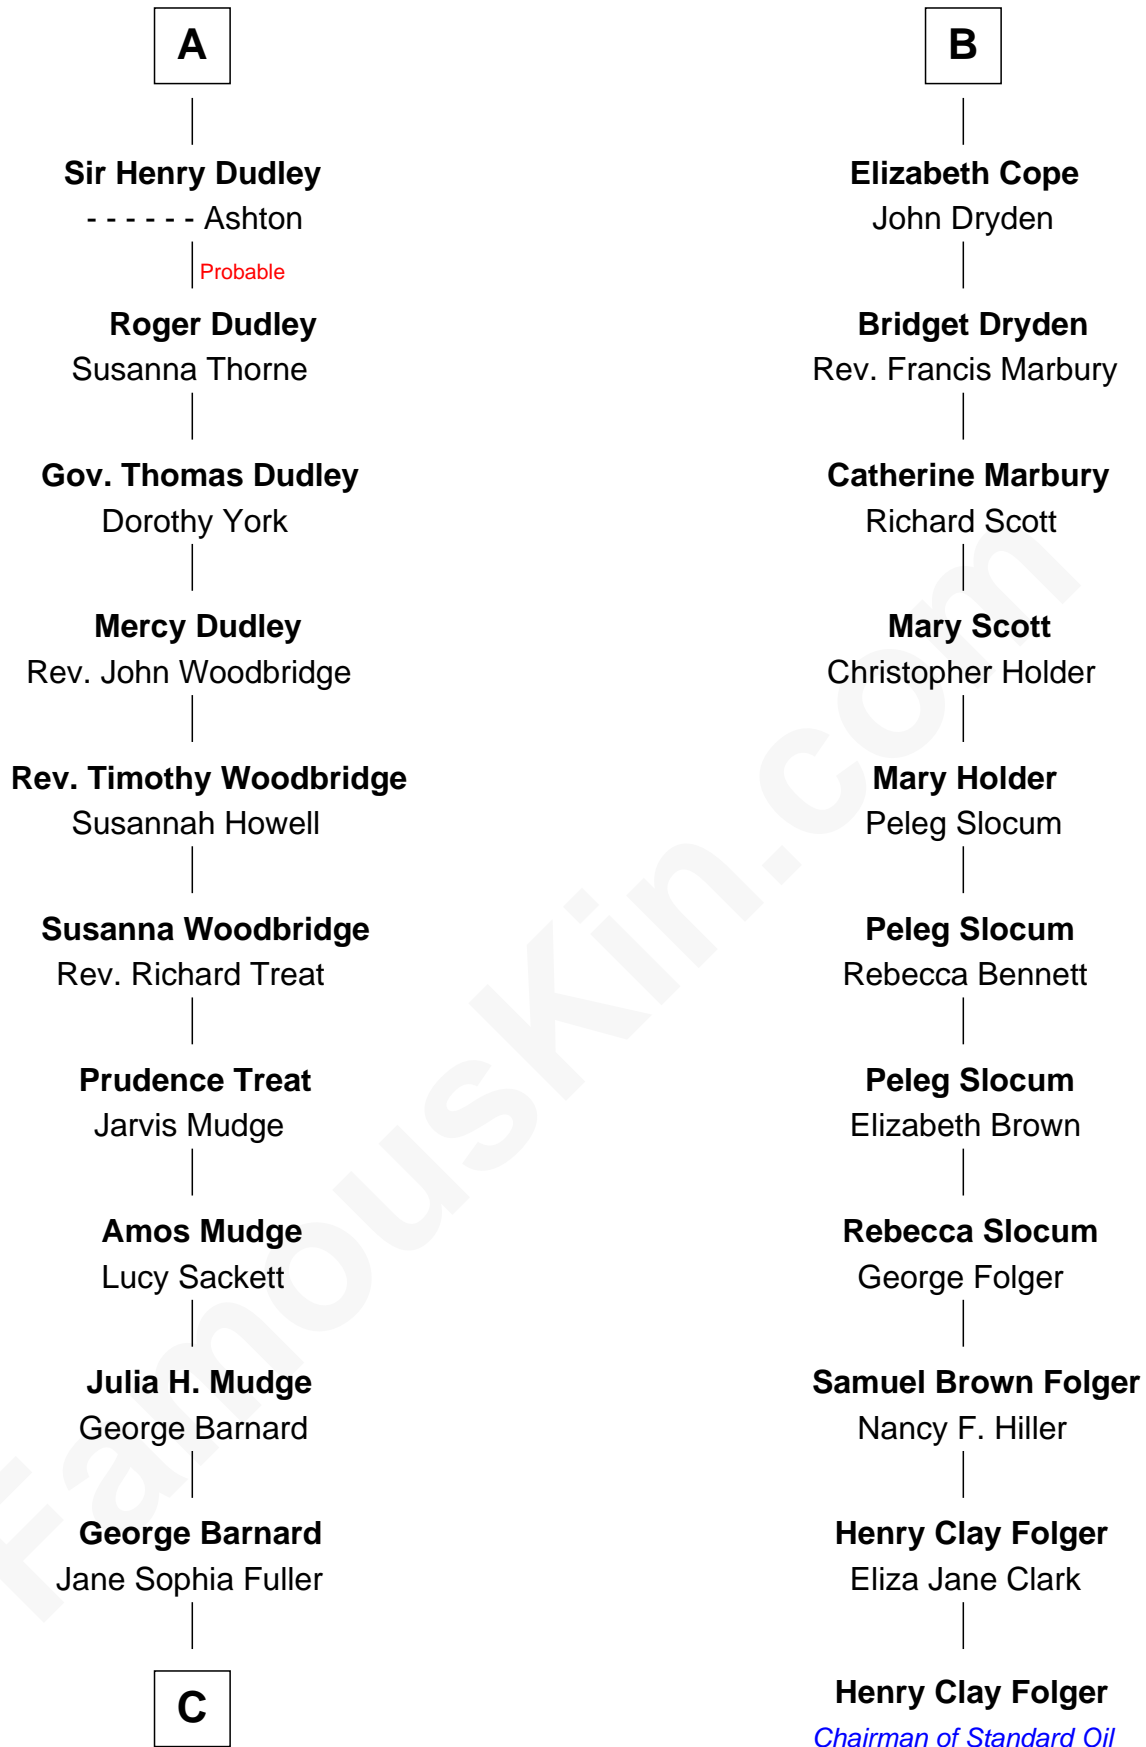 A
Sir Henry Dudley
- - - - - - Ashton
Probable
Roger Dudley
Susanna Thorne
Gov. Thomas Dudley
Dorothy York
Mercy Dudley
Rev. John Woodbridge
Rev. Timothy Woodbridge
Susannah Howell
Susanna Woodbridge
Rev. Richard Treat
Prudence Treat
Jarvis Mudge
Amos Mudge
Lucy Sackett
Julia H. Mudge
George Barnard
George Barnard
Jane Sophia Fuller
C
B
Elizabeth Cope
John Dryden
Bridget Dryden
Rev. Francis Marbury
Catherine Marbury
Richard Scott
Mary Scott
Christopher Holder
Mary Holder
Peleg Slocum
Peleg Slocum
Rebecca Bennett
Peleg Slocum
Elizabeth Brown
Rebecca Slocum
George Folger
Samuel Brown Folger
Nancy F. Hiller
Henry Clay Folger
Eliza Jane Clark
Henry Clay Folger
Chairman of Standard Oil
FamousKin.com